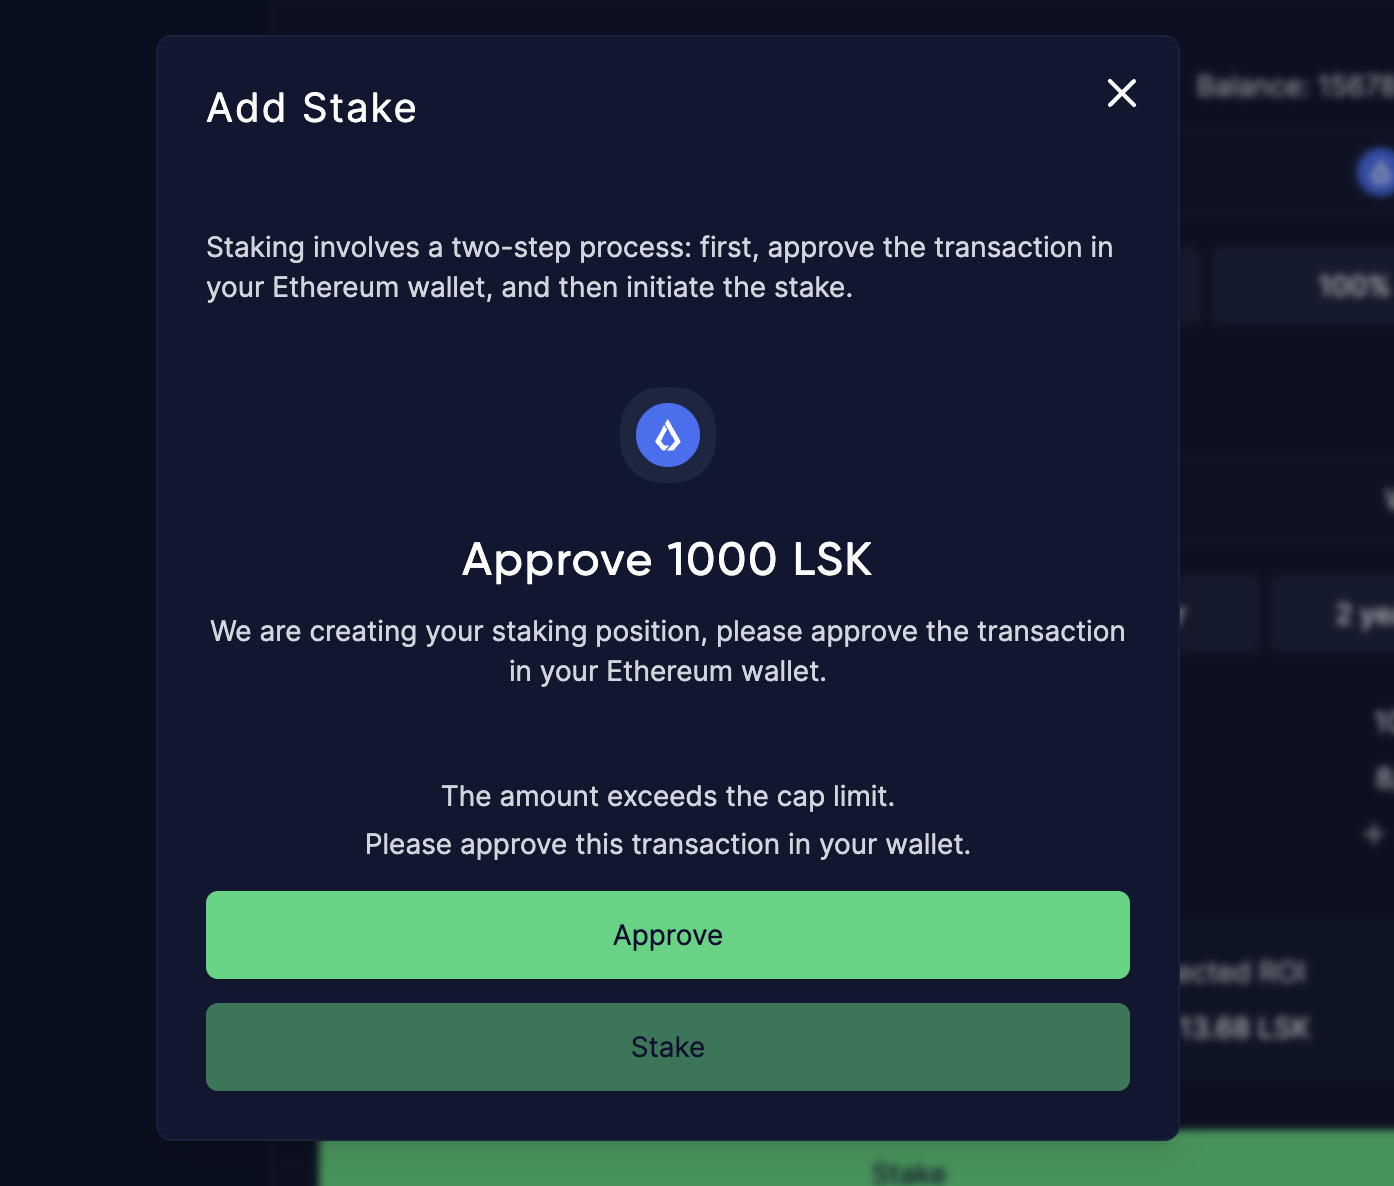 Add Stake
Balance: 15678
Staking involves a two-step process: first, approve the transaction in
your Ethereum wallet, and then initiate the stake.
100%
Approve 1000 LSK
We are creating your staking position, please approve the transaction
in your Ethereum wallet.
The amount exceeds the cap limit.
Please approve this transaction in your wallet.
Approve
ected ROI
13.68 LSK
Stake
Stake